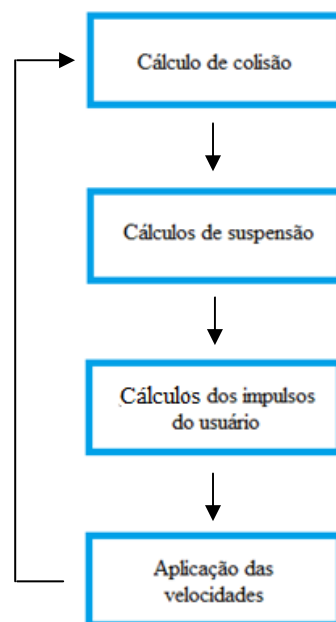 Cálculo de colisão
Cálculos de suspensão
Cálculos dos impulsos
do usuário
Aplicação das
velocidades